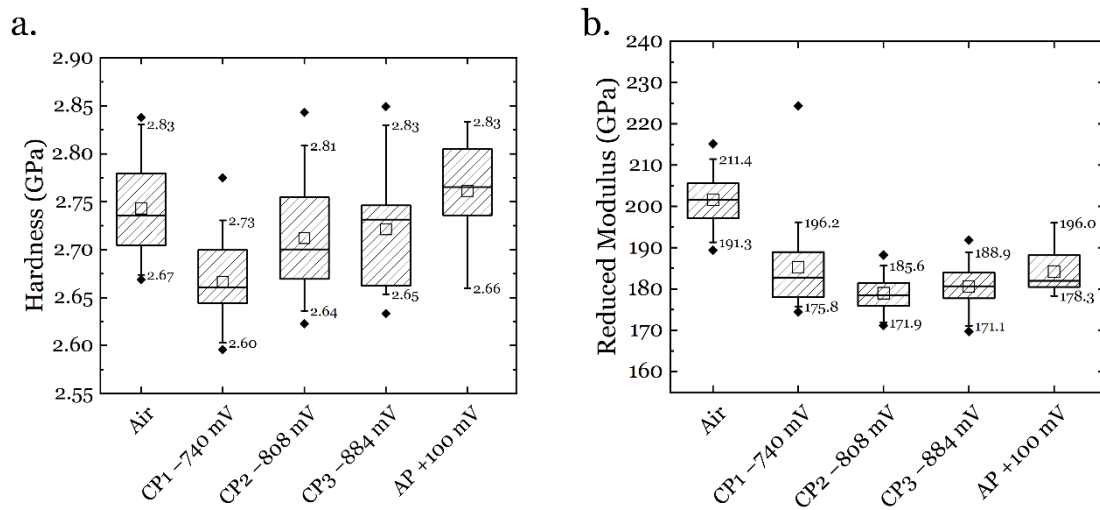 a.
Hardness (GPa)
2.90
2.85
2.80
2.75
2.70
2.65
2.60
2.55
2.83
2.67
2.73
2.60
2.81
2.64
2.83
2.65
2.83
2.66
Air
CP1 −740 mV
CP2 −808 mV
CP3 −884 mV
AP +100 mV
b.
Reduced Modulus (GPa)
240
230
220
210
200
190
180
170
160
211.4
191.3
196.2
175.8
185.6
171.9
188.9
171.1
196.0
178.3
Air
CP1 −740 mV
CP2 −808 mV
CP3 −884 mV
AP +100 mV